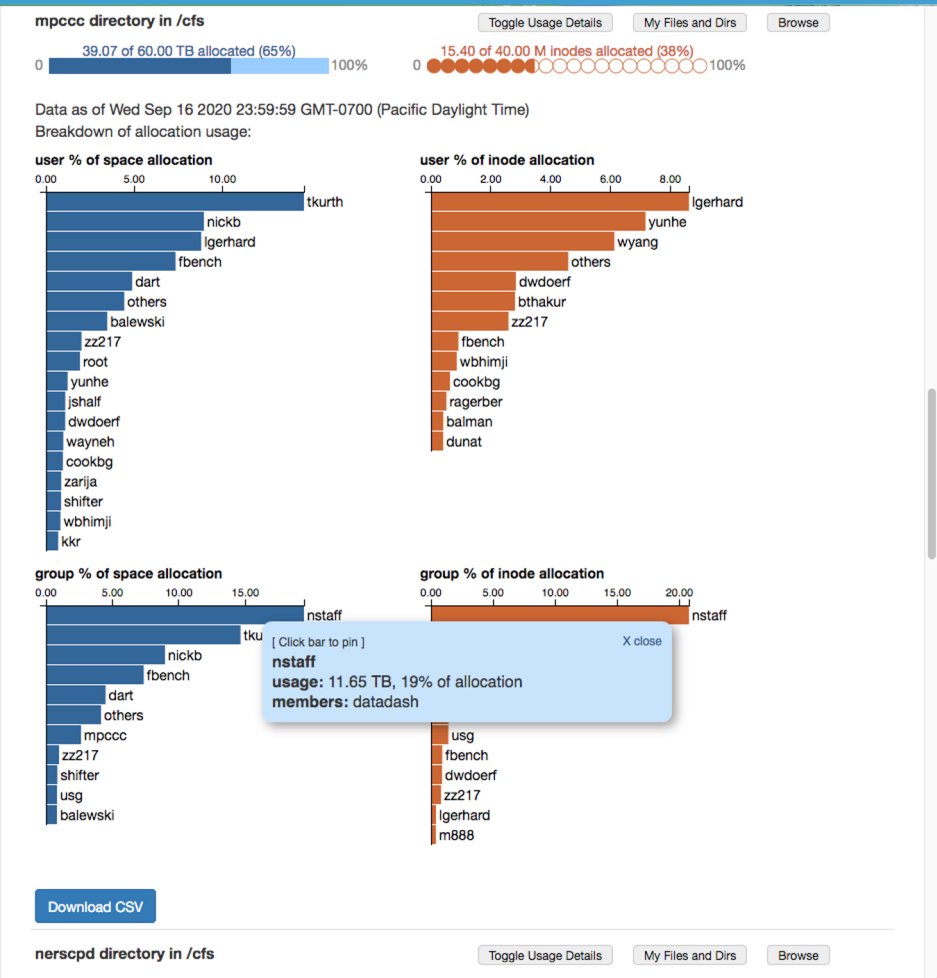 mpccc directory in /cfs
Toggle Usage Details
My Files and Dirs
Browse
39.07 of 60.00 TB allocated (65%)
0 100%
15.40 of 40.00 M inodes allocated (38%)
0 100%
Data as of Wed Sep 16 2020 23:59:59 GMT-0700 (Pacific Daylight Time)
Breakdown of allocation usage:
user % of space allocation
0.00 5.00 10.00
tkurth
nickb
lgerhard
fbench
dart
others
balewski
zz217
root
yunhe
jshalf
dwdoerf
wayneh
cookbg
zarija
shifter
wbhimji
kkr
user % of inode allocation
0.00 2.00 4.00 6.00 8.00
lgerhard
yunhe
wyang
others
dwdoerf
bthakur
zz217
fbench
wbhimji
cookbg
ragerber
balman
dunat
group % of space allocation
0.00 5.00 10.00 15.00
nstaff
tku
nickb
fbench
dart
others
mpccc
zz217
shifter
usg
balewski
[ Click bar to pin ]
X close
nstaff
usage: 11.65 TB, 19% of allocation
members: datadash
group % of inode allocation
0.00 5.00 10.00 15.00 20.00
nstaff
usg
fbench
dwdoerf
zz217
lgerhard
m888
Download CSV
nerscpd directory in /cfs
Toggle Usage Details
My Files and Dirs
Browse